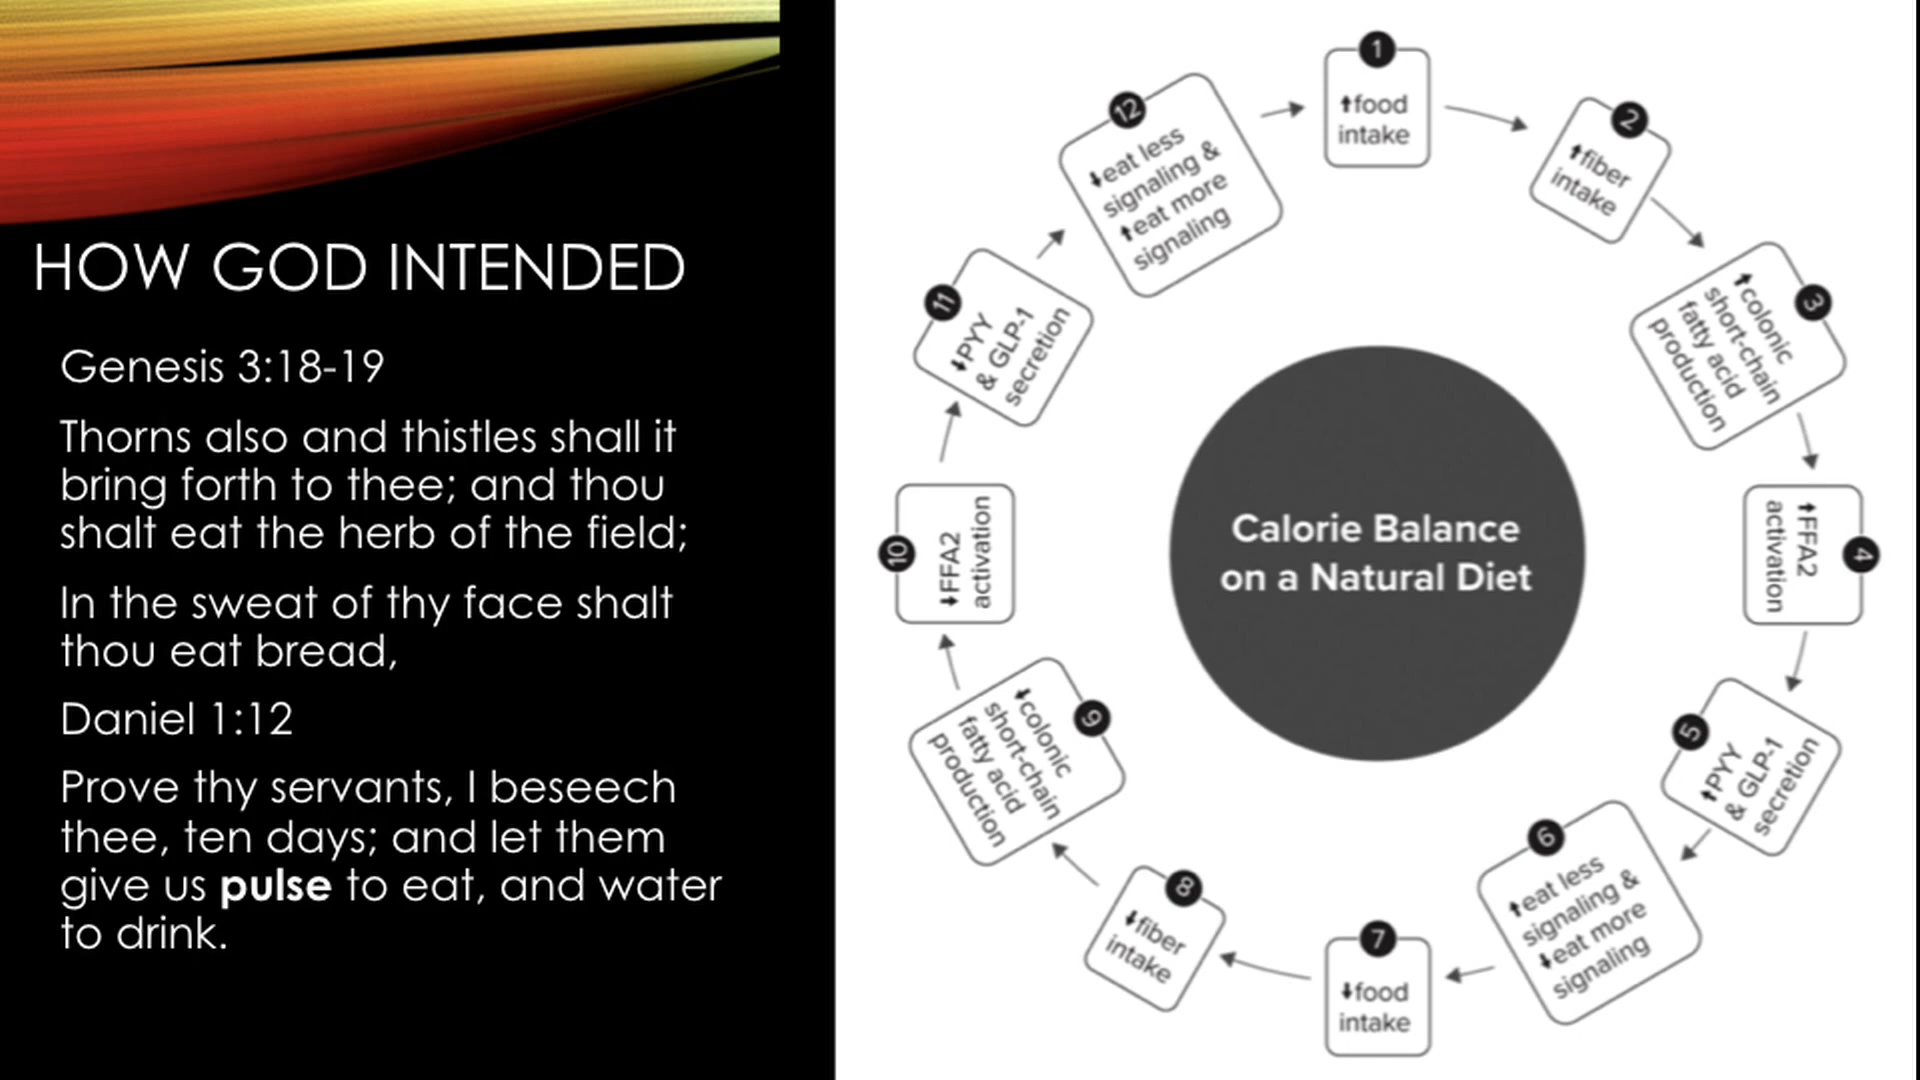 HOW GOD INTENDED
Genesis 3:18-19
Thorns also and thistles shall it
bring forth to thee; and thou
shalt eat the herb of the field;
In the sweat of thy face shalt
thou eat bread,
Daniel 1:12
Prove thy servants, I beseech
thee, ten days; and let them
give us pulse to eat, and water
to drink.
Calorie Balance
on a Natural Diet
1
⬆food
intake
2
⬆fiber
intake
3
⬆colonic
short-chain
fatty acid
production
4
⬆FFA2
activation
5
⬆PYY
& GLP-1
secretion
6
⬆eat less
signaling &
⬇eat more
signaling
7
⬇food
intake
8
⬇fiber
intake
9
⬇colonic
short-chain
fatty acid
production
10
⬇FFA2
activation
11
⬇PYY
& GLP-1
secretion
12
⬇eat less
signaling &
⬆eat more
signaling